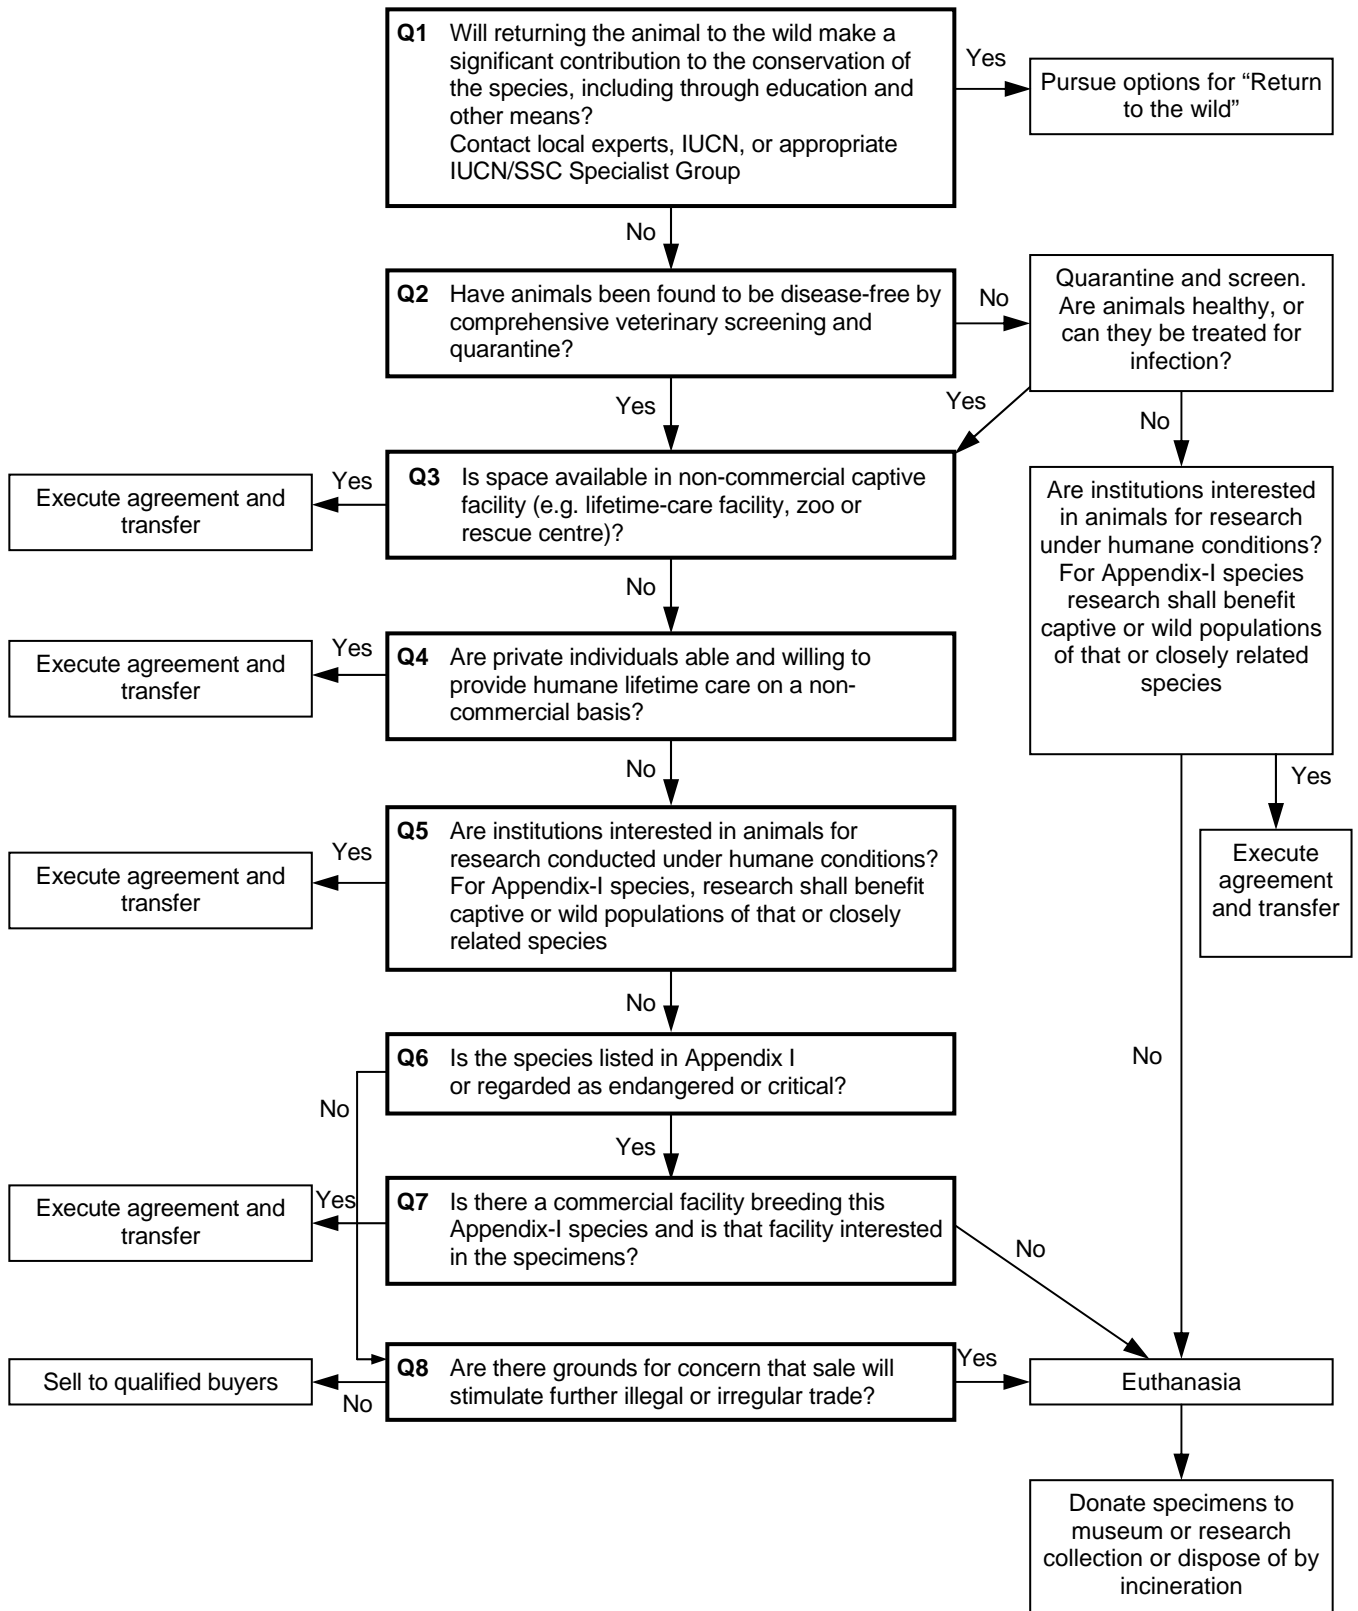 Q1 Will returning the animal to the wild make a
significant contribution to the conservation of
the species, including through education and
other means?
Contact local experts, IUCN, or appropriate
IUCN/SSC Specialist Group
Yes
Pursue options for “Return
to the wild”
No
Q2 Have animals been found to be disease-free by
comprehensive veterinary screening and
quarantine?
No
Quarantine and screen.
Are animals healthy, or
can they be treated for
infection?
Yes
Yes
No
Q3 Is space available in non-commercial captive
facility (e.g. lifetime-care facility, zoo or
rescue centre)?
Yes
Execute agreement and
transfer
Are institutions interested
in animals for research
under humane conditions?
For Appendix-I species
research shall benefit
captive or wild populations
of that or closely related
species
No
Q4 Are private individuals able and willing to
provide humane lifetime care on a non-
commercial basis?
Yes
Execute agreement and
transfer
No
Yes
Execute
agreement
and transfer
Q5 Are institutions interested in animals for
research conducted under humane conditions?
For Appendix-I species, research shall benefit
captive or wild populations of that or closely
related species
Yes
Execute agreement and
transfer
No
No
Q6 Is the species listed in Appendix I
or regarded as endangered or critical?
No
Yes
Q7 Is there a commercial facility breeding this
Appendix-I species and is that facility interested
in the specimens?
Yes
Execute agreement and
transfer
No
Q8 Are there grounds for concern that sale will
stimulate further illegal or irregular trade?
No
Sell to qualified buyers
Yes
Euthanasia
Donate specimens to
museum or research
collection or dispose of by
incineration